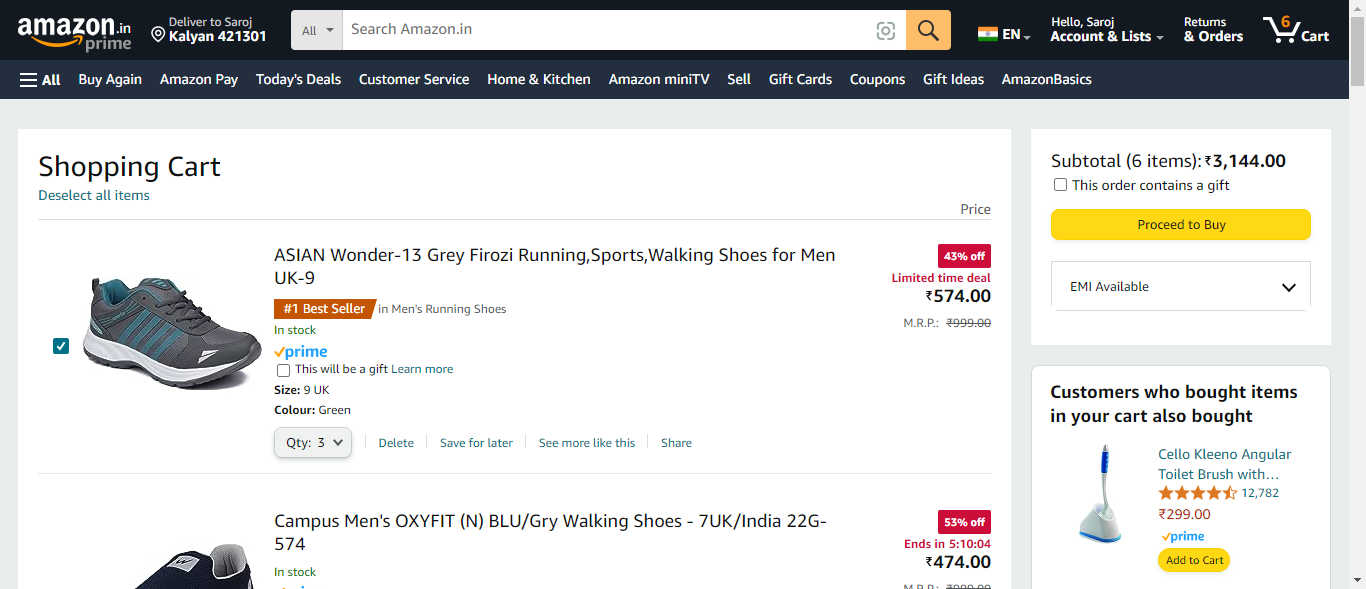 amazon.in
prime
Deliver to Saroj
Kalyan 421301
All
Search Amazon.in
EN
Hello, Saroj
Account & Lists
Returns
& Orders
6
Cart
All
Buy Again
Amazon Pay
Today's Deals
Customer Service
Home & Kitchen
Amazon miniTV
Sell
Gift Cards
Coupons
Gift Ideas
AmazonBasics
Shopping Cart
Deselect all items
Price
ASIAN Wonder-13 Grey Firozi Running,Sports,Walking Shoes for Men
UK-9
#1 Best Seller in Men's Running Shoes
In stock
prime
This will be a gift Learn more
Size: 9 UK
Colour: Green
Qty: 3
Delete
Save for later
See more like this
Share
43% off
Limited time deal
₹574.00
M.R.P.: ₹999.00
Campus Men's OXYFIT (N) BLU/Gry Walking Shoes - 7UK/India 22G-
574
In stock
53% off
Ends in 5:10:04
₹474.00
M.R.P.: ₹999.00
Subtotal (6 items): ₹3,144.00
This order contains a gift
Proceed to Buy
EMI Available
Customers who bought items
in your cart also bought
Cello Kleeno Angular
Toilet Brush with…
12,782
₹299.00
prime
Add to Cart